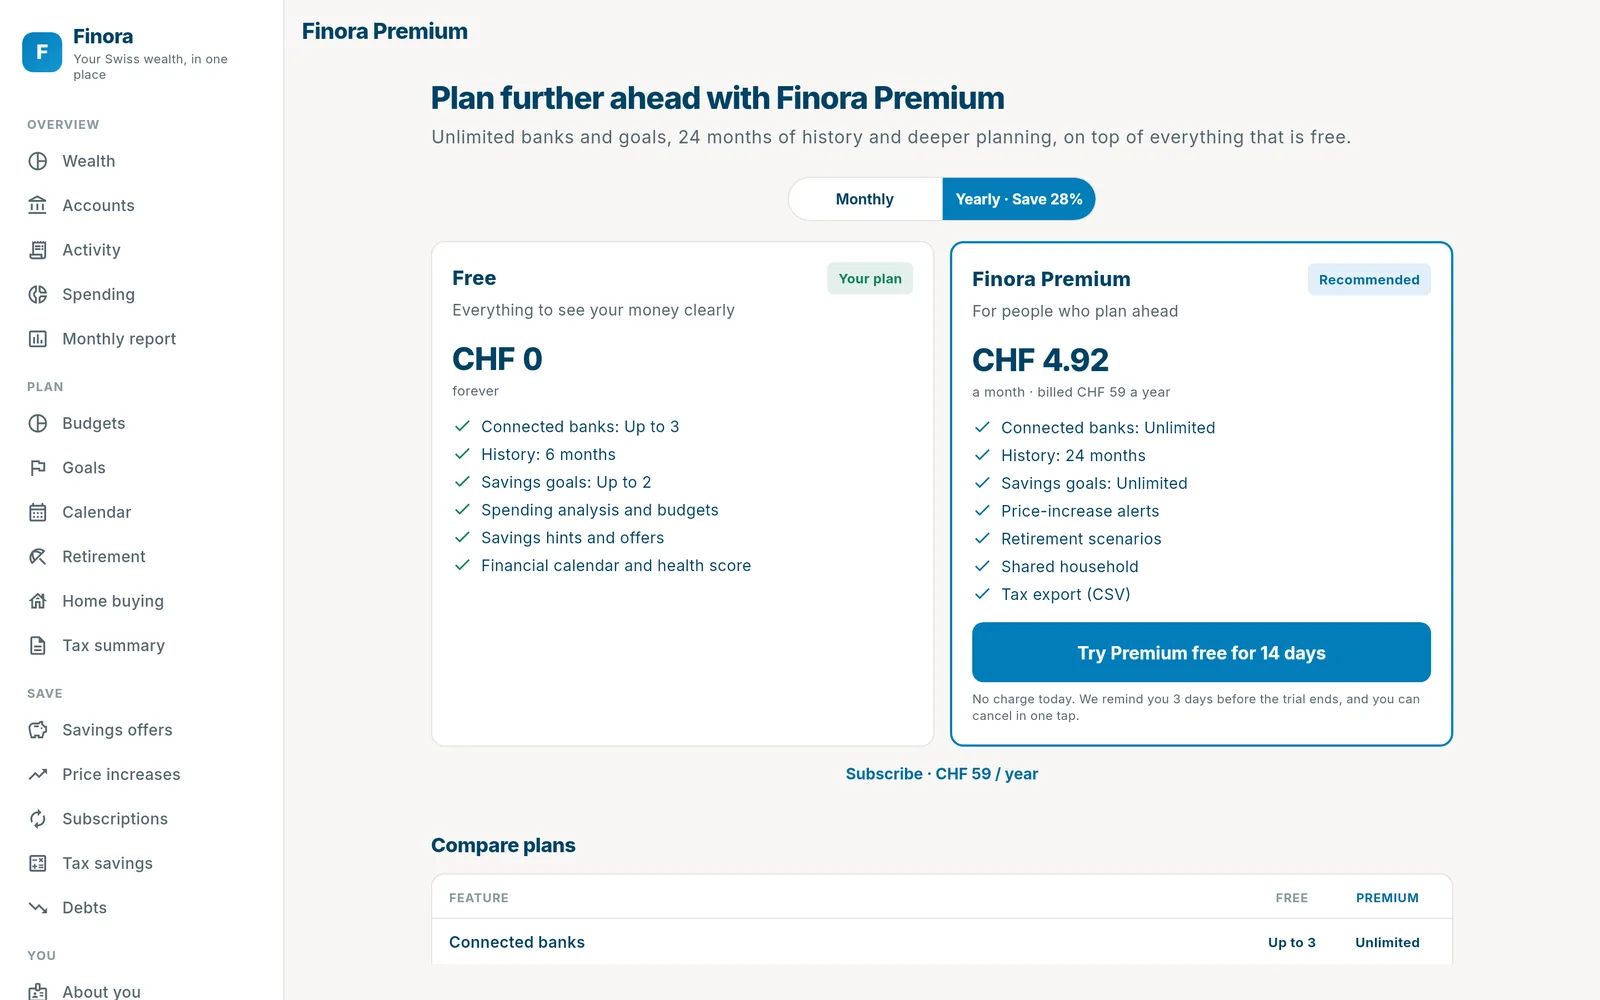 F
Finora
Your Swiss wealth, in one
place
OVERVIEW
Wealth
Accounts
Activity
Spending
Monthly report
PLAN
Budgets
Goals
Calendar
Retirement
Home buying
Tax summary
SAVE
Savings offers
Price increases
Subscriptions
Tax savings
Debts
YOU
About you
Finora Premium
Plan further ahead with Finora Premium
Unlimited banks and goals, 24 months of history and deeper planning, on top of everything that is free.
Monthly
Yearly · Save 28%
Free
Your plan
Everything to see your money clearly
CHF 0
forever
Connected banks: Up to 3
History: 6 months
Savings goals: Up to 2
Spending analysis and budgets
Savings hints and offers
Financial calendar and health score
Finora Premium
Recommended
For people who plan ahead
CHF 4.92
a month · billed CHF 59 a year
Connected banks: Unlimited
History: 24 months
Savings goals: Unlimited
Price-increase alerts
Retirement scenarios
Shared household
Tax export (CSV)
Try Premium free for 14 days
No charge today. We remind you 3 days before the trial ends, and you can
cancel in one tap.
Subscribe · CHF 59 / year
Compare plans
FEATURE FREE PREMIUM
Connected banks Up to 3 Unlimited